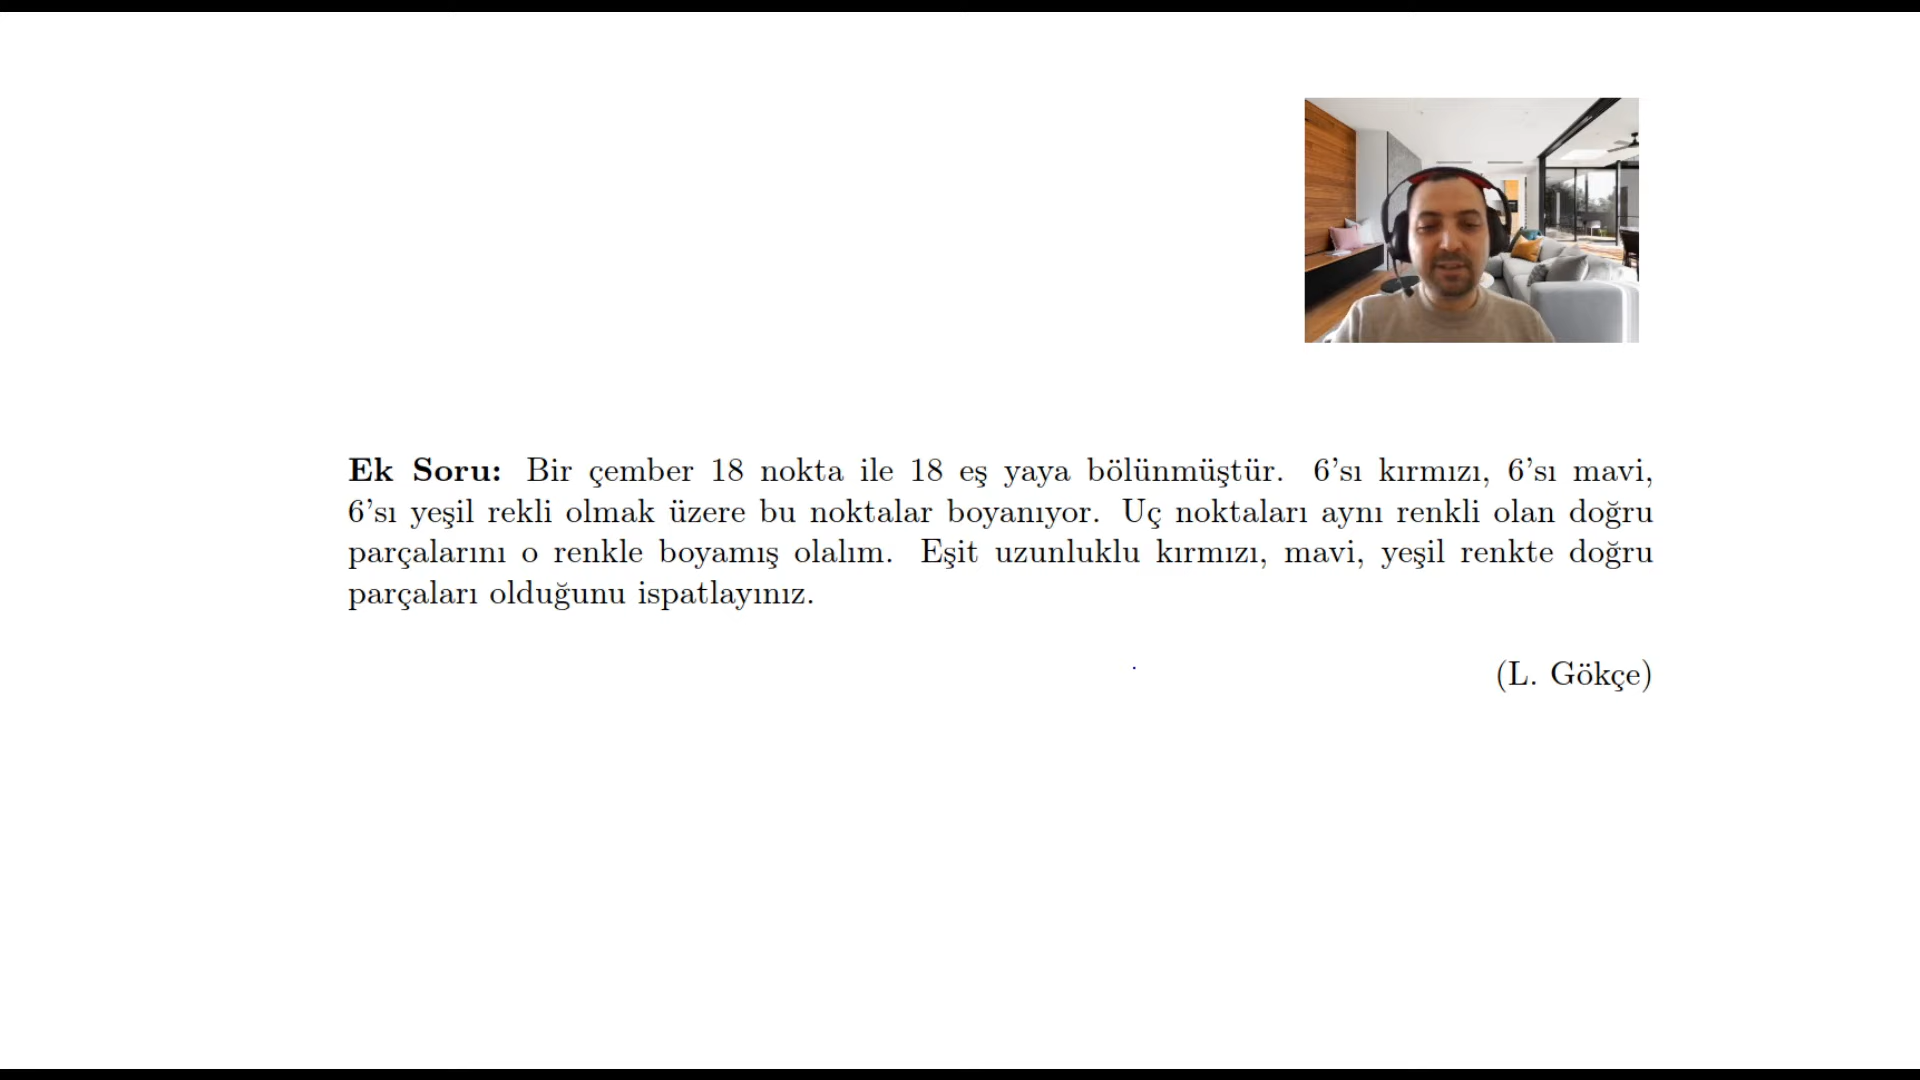 Ek Soru: Bir çember 18 nokta ile 18 eş yaya bölünmüştür. 6'sı kırmızı, 6'sı mavi,
6'sı yeşil rekli olmak üzere bu noktalar boyanıyor. Uç noktaları aynı renkli olan doğru
parçalarını o renkle boyamış olalım. Eşit uzunluklu kırmızı, mavi, yeşil renkte doğru
parçaları olduğunu ispatlayınız.
(L. Gökçe)